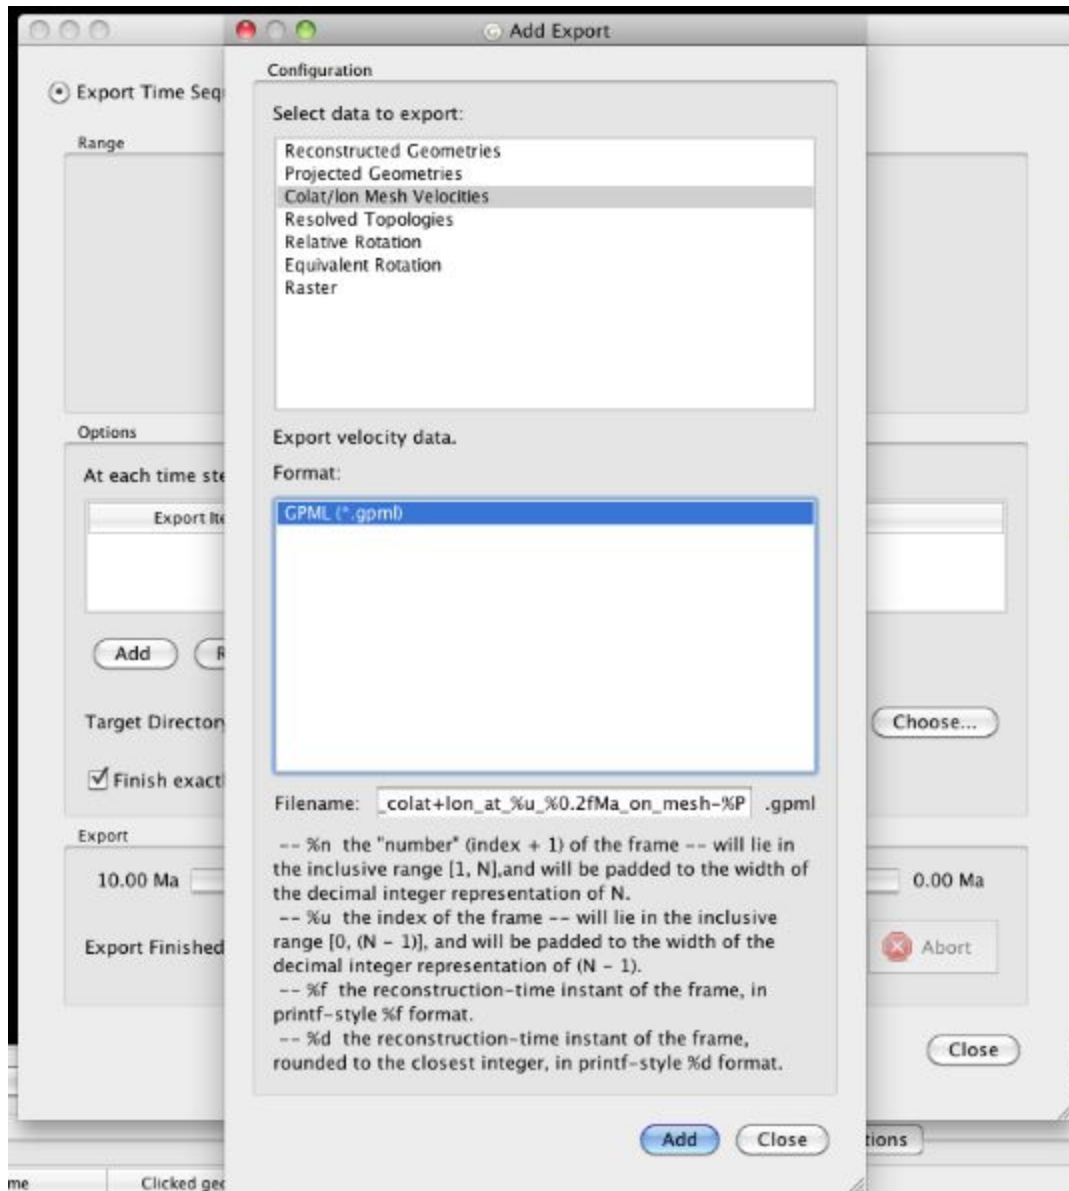 Add Export
Export Time Seq
Range
Options
At each time ste
Export Ite
Add
R
Target Director
Choose...
Finish exactl
Export
10.00 Ma
0.00 Ma
Export Finished
Abort
Close
Configuration
Select data to export:
Reconstructed Geometries
Projected Geometries
Colat/lon Mesh Velocities
Resolved Topologies
Relative Rotation
Equivalent Rotation
Raster
Export velocity data.
Format:
GPML (*.gpml)
Filename: _colat+lon_at_%u_%0.2fMa_on_mesh-%P .gpml
-- %n the "number" (index + 1) of the frame -- will lie in
the inclusive range [1, N],and will be padded to the width of
the decimal integer representation of N.
-- %u the index of the frame -- will lie in the inclusive
range [0, (N - 1)], and will be padded to the width of the
decimal integer representation of (N - 1).
-- %f the reconstruction-time instant of the frame, in
printf-style %f format.
-- %d the reconstruction-time instant of the frame,
rounded to the closest integer, in printf-style %d format.
Add
Close
tions
me
Clicked geo